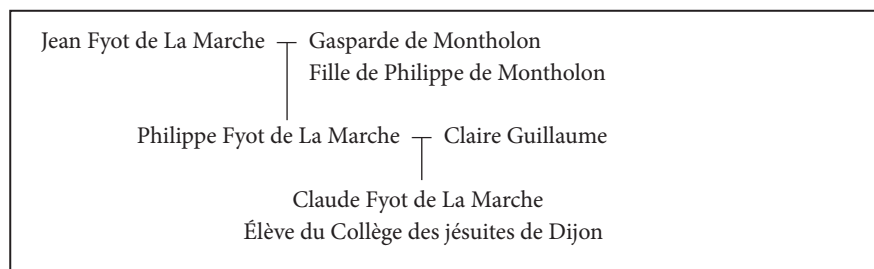 Jean Fyot de La Marche — Gasparde de Montholon
Fille de Philippe de Montholon
Philippe Fyot de La Marche — Claire Guillaume
Claude Fyot de La Marche
Élève du Collège des jésuites de Dijon